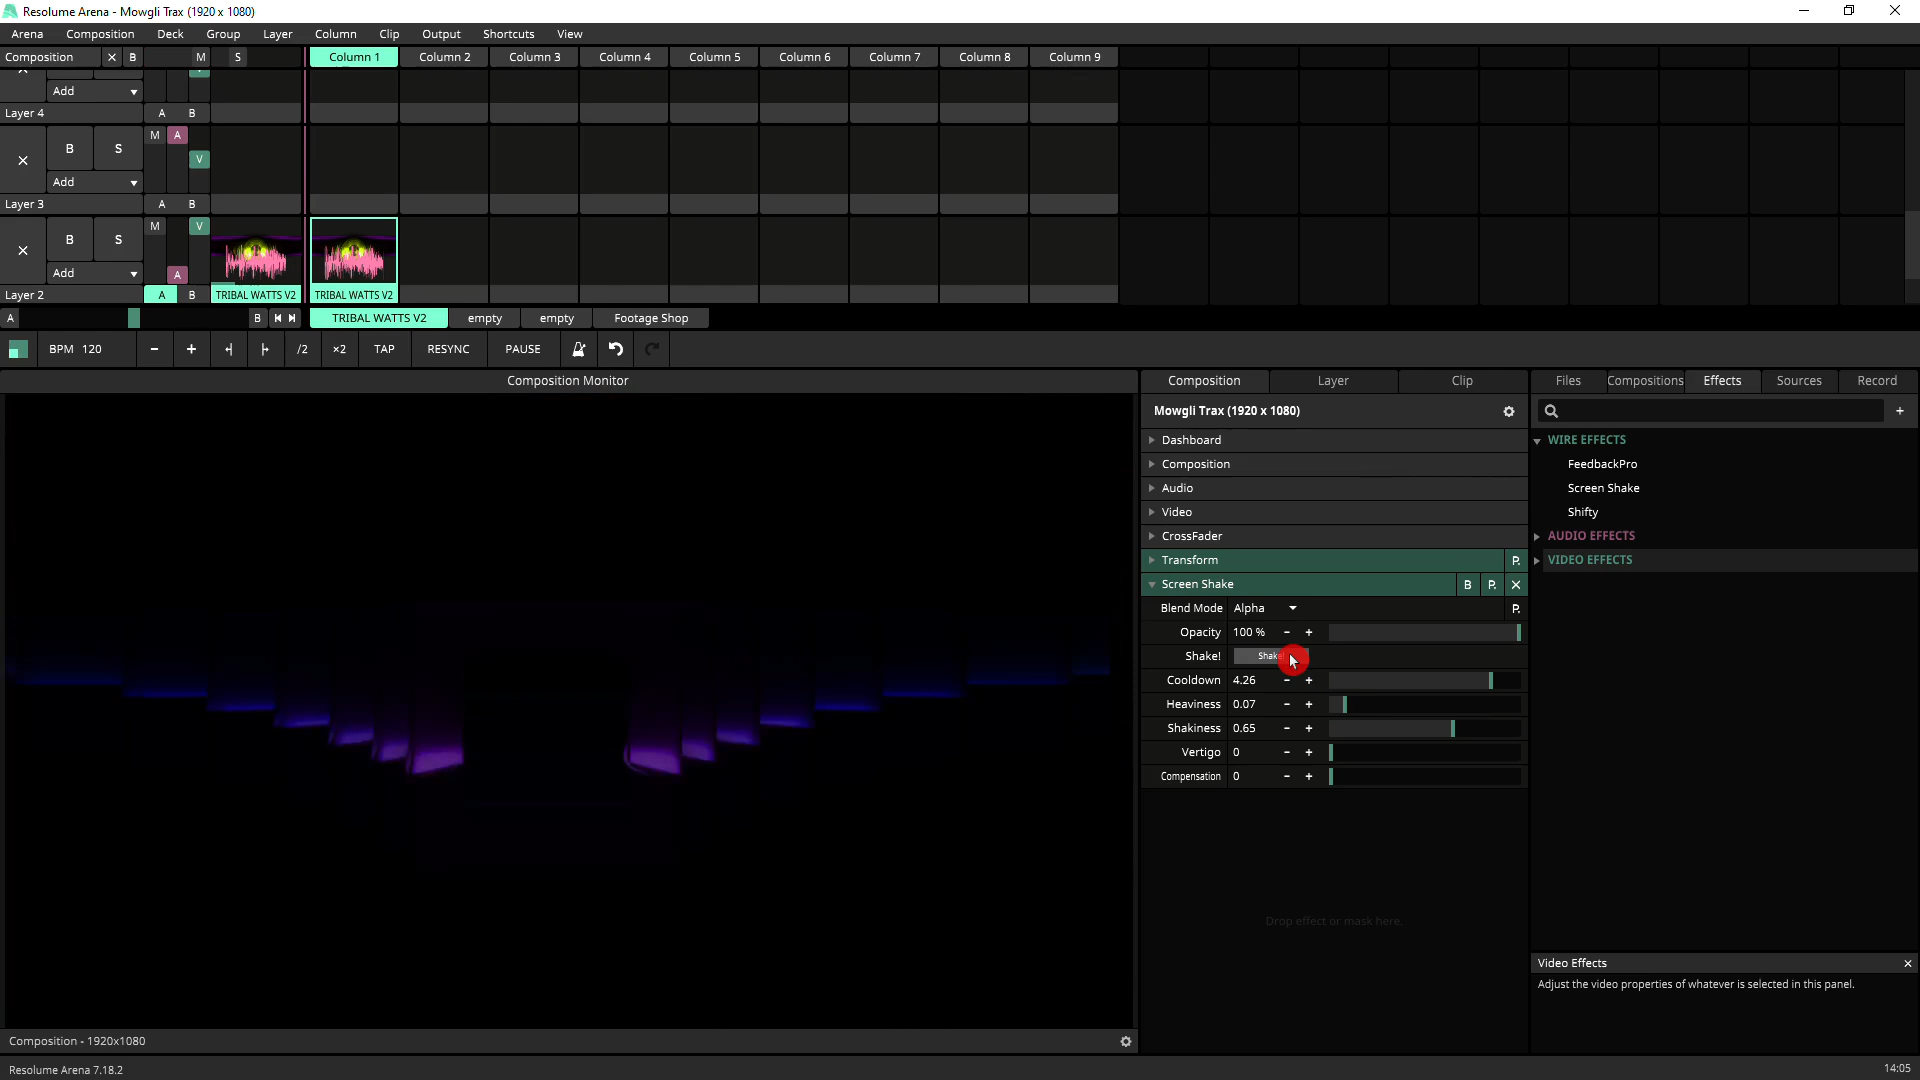 Resolume Arena - Mowgli Trax (1920 x 1080)
Arena Composition Deck Group Layer Column Clip Output Shortcuts View
Composition B M S Column 1 Column 2 Column 3 Column 4 Column 5 Column 6 Column 7 Column 8 Column 9
Add
Layer 4 A B
M A
B S
V
Add
Layer 3 A B
M V
B S
Add A
Layer 2 A B TRIBAL WATTS V2 TRIBAL WATTS V2
A B TRIBAL WATTS V2 empty empty Footage Shop
BPM 120 - + /2 ×2 TAP RESYNC PAUSE
Composition Monitor Composition Layer Clip Files Compositions Effects Sources Record
Mowgli Trax (1920 x 1080) +
Dashboard
Composition
Audio
Video
CrossFader
Transform P.
Screen Shake B P.
Blend Mode Alpha P.
Opacity 100 % - +
Shake! Shake!
Cooldown 4.26 - +
Heaviness 0.07 - +
Shakiness 0.65 - +
Vertigo 0 - +
Compensation 0 - +
Drop effect or mask here.
WIRE EFFECTS
FeedbackPro
Screen Shake
Shifty
AUDIO EFFECTS
VIDEO EFFECTS
Video Effects
Adjust the video properties of whatever is selected in this panel.
Composition - 1920x1080
Resolume Arena 7.18.2 14:05